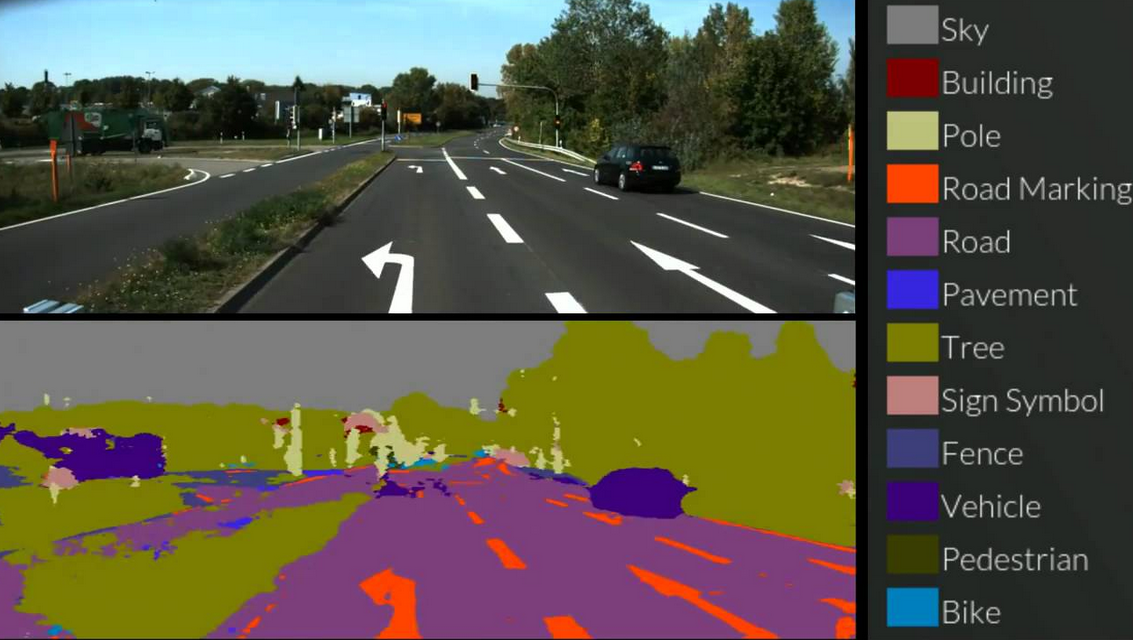 Sky
Building
Pole
Road Marking
Road
Pavement
Tree
Sign Symbol
Fence
Vehicle
Pedestrian
Bike